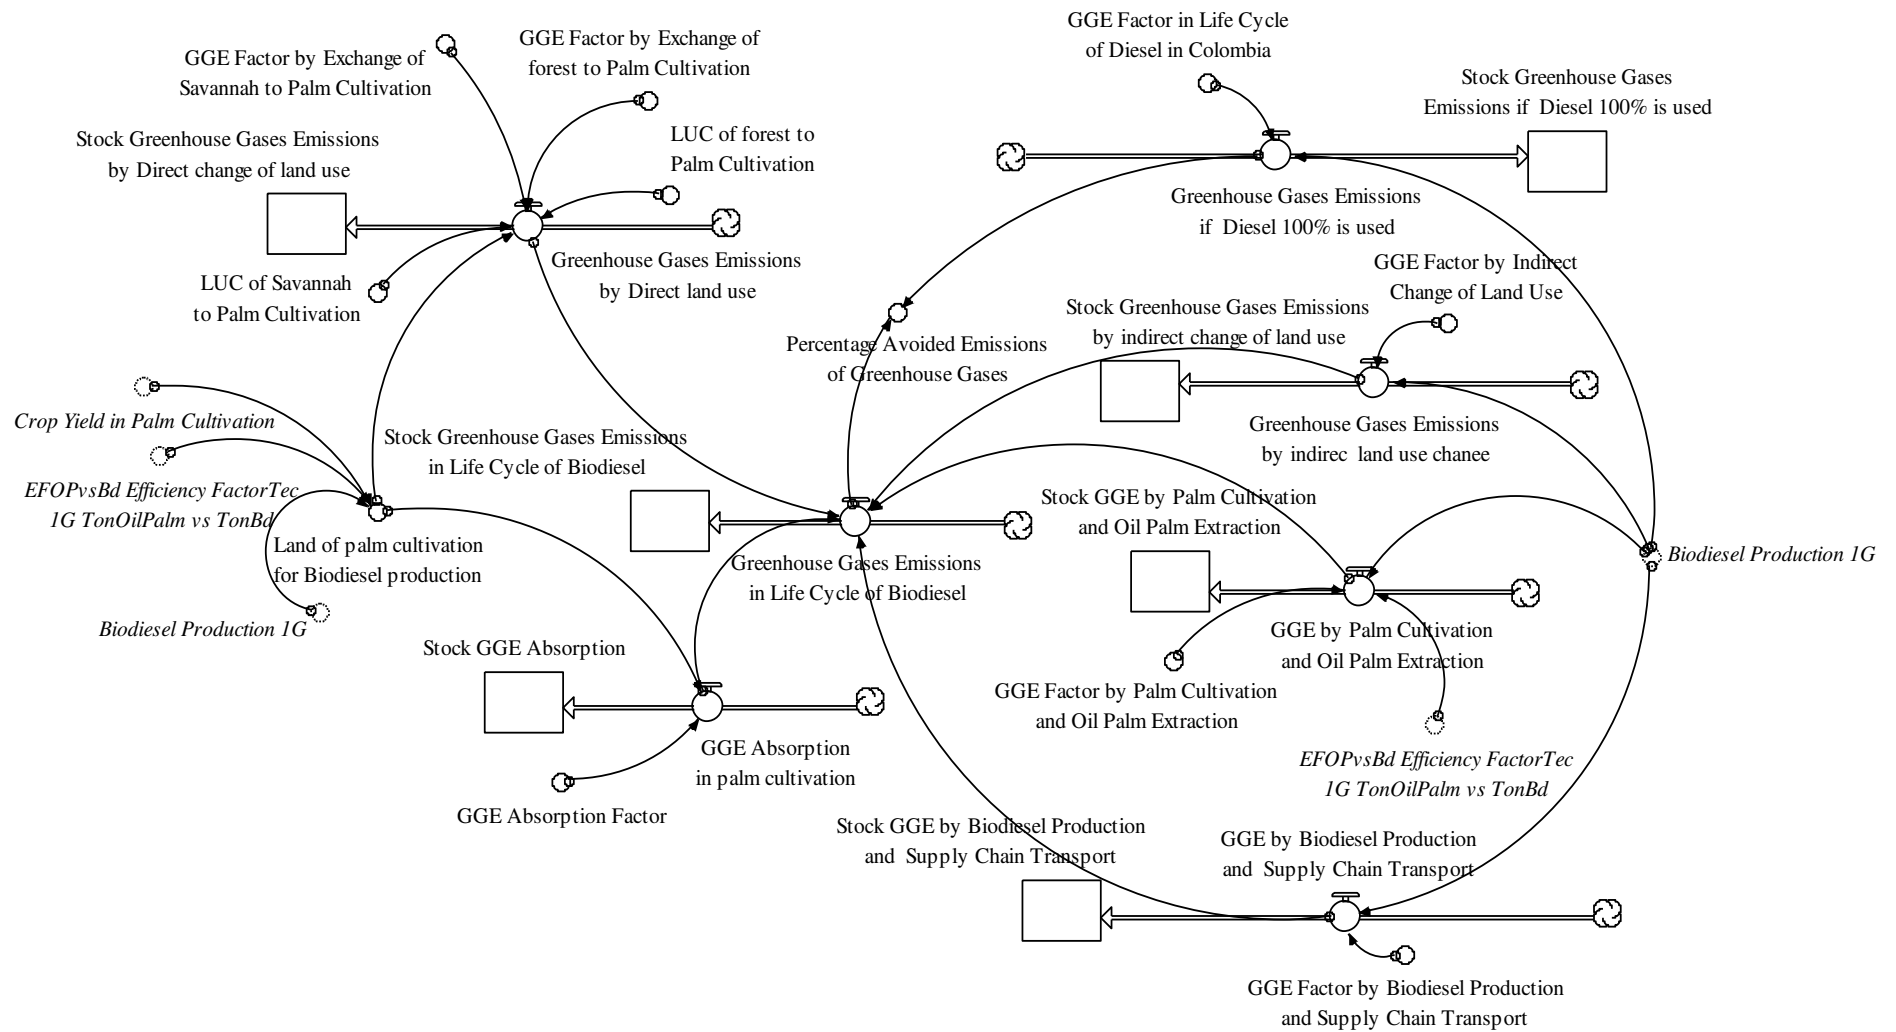 GGE Factor in Life Cycle
of Diesel in Colombia
GGE Factor by Exchange of
Savannah to Palm Cultivation
GGE Factor by Exchange of
forest to Palm Cultivation
Stock Greenhouse Gases
Emissions if Diesel 100% is used
Stock Greenhouse Gases Emissions
by Direct change of land use
LUC of forest to
Palm Cultivation
Greenhouse Gases Emissions
if Diesel 100% is used
Greenhouse Gases Emissions
by Direct land use
LUC of Savannah
to Palm Cultivation
GGE Factor by Indirect
Change of Land Use
Stock Greenhouse Gases Emissions
by indirect change of land use
Percentage Avoided Emissions
of Greenhouse Gases
Crop Yield in Palm Cultivation
Stock Greenhouse Gases Emissions
in Life Cycle of Biodiesel
Greenhouse Gases Emissions
by indirec land use chanee
EFOPvsBd Efficiency FactorTec
1G TonOilPalm vs TonBd
Stock GGE by Palm Cultivation
and Oil Palm Extraction
Land of palm cultivation
for Biodiesel production
Greenhouse Gases Emissions
in Life Cycle of Biodiesel
Biodiesel Production 1G
Biodiesel Production 1G
GGE by Palm Cultivation
and Oil Palm Extraction
Stock GGE Absorption
GGE Factor by Palm Cultivation
and Oil Palm Extraction
GGE Absorption
in palm cultivation
EFOPvsBd Efficiency FactorTec
1G TonOilPalm vs TonBd
GGE Absorption Factor
Stock GGE by Biodiesel Production
and Supply Chain Transport
GGE by Biodiesel Production
and Supply Chain Transport
GGE Factor by Biodiesel Production
and Supply Chain Transport